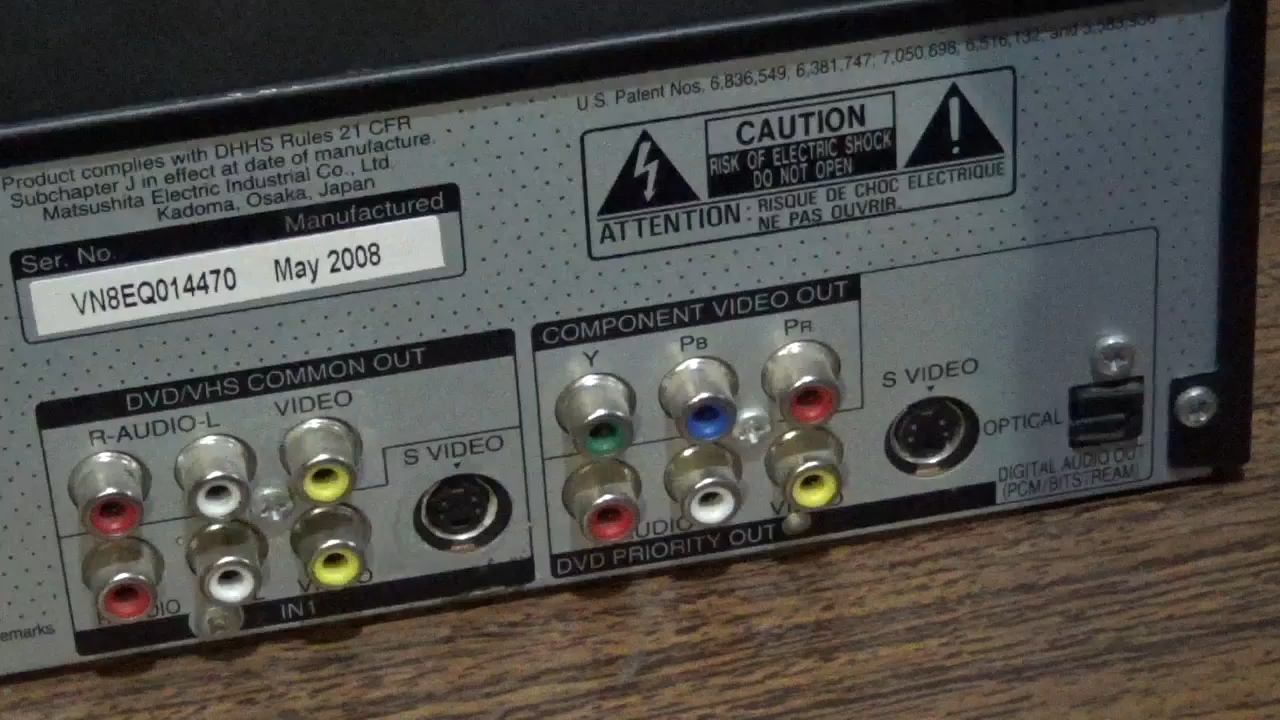 U.S. Patent Nos. 6,836,549; 6,381,747; 7,050,698; 6,516,132; and 5,583,936
Product complies with DHHS Rules 21 CFR
Subchapter J in effect at date of manufacture.
Matsushita Electric Industrial Co., Ltd.
Kadoma, Osaka, Japan
Ser. No. Manufactured
VN8EQ014470 May 2008
CAUTION
RISK OF ELECTRIC SHOCK
DO NOT OPEN
ATTENTION : RISQUE DE CHOC ELECTRIQUE
NE PAS OUVRIR.
DVD/VHS COMMON OUT
R-AUDIO-L VIDEO
S VIDEO
IN1
COMPONENT VIDEO OUT
Y PB PR
S VIDEO
OPTICAL
DIGITAL AUDIO OUT
(PCM/BITSTREAM)
DVD PRIORITY OUT